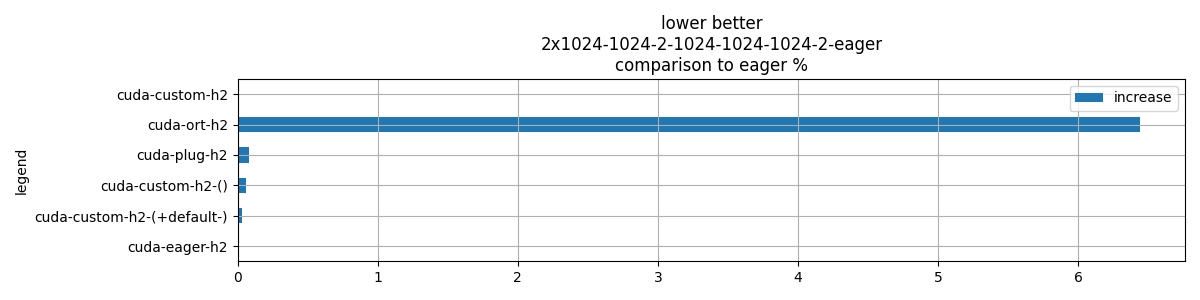 lower better
2x1024-1024-2-1024-1024-1024-2-eager
comparison to eager %
increase
legend
cuda-custom-h2
cuda-ort-h2
cuda-plug-h2
cuda-custom-h2-()
cuda-custom-h2-(+default-)
cuda-eager-h2
0 1 2 3 4 5 6